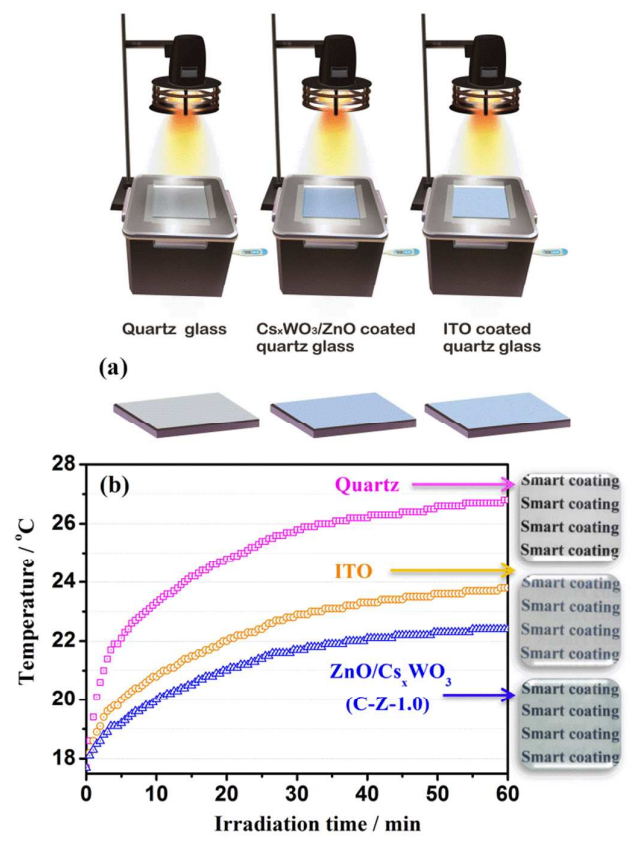 Quartz glass
CsxWO3/ZnO coated
quartz glass
ITO coated
quartz glass
(a)
28
26
24
22
20
18
Temperature / °C
(b)
Quartz
ITO
ZnO/CsxWO3
(C-Z-1.0)
0
10
20
30
40
50
60
Irradiation time / min
Smart coating
Smart coating
Smart coating
Smart coating
Smart coating
Smart coating
Smart coating
Smart coating
Smart coating
Smart coating
Smart coating
Smart coating